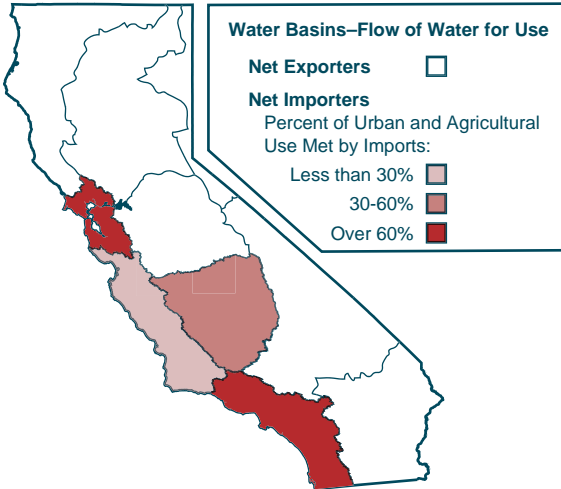 Water Basins–Flow of Water for Use
Net Exporters
Net Importers
Percent of Urban and Agricultural
Use Met by Imports:
Less than 30%
30-60%
Over 60%